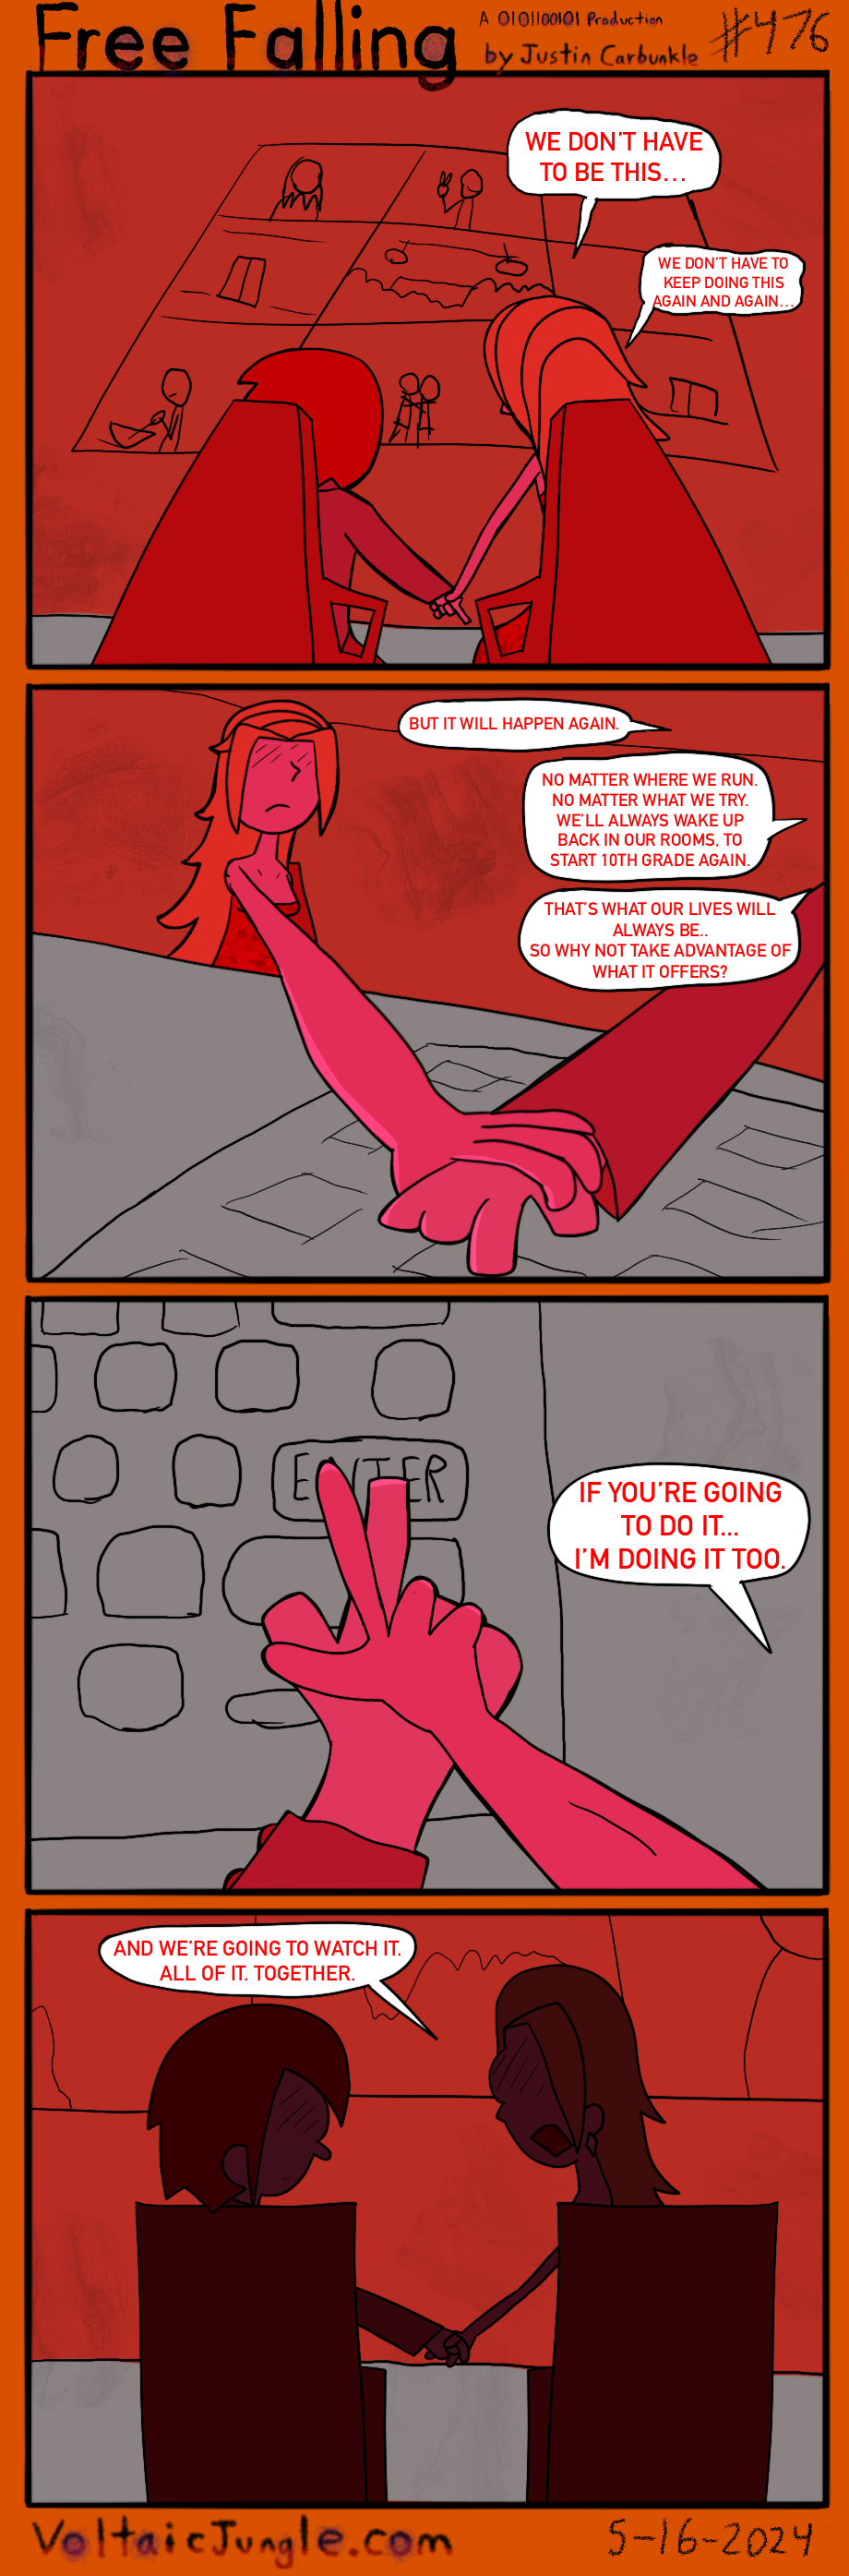 Free Falling
A 0101100101 Production
by Justin Carbunkle
#476
WE DON'T HAVE
TO BE THIS...
WE DON'T HAVE TO
KEEP DOING THIS
AGAIN AND AGAIN...
BUT IT WILL HAPPEN AGAIN.
NO MATTER WHERE WE RUN.
NO MATTER WHAT WE TRY.
WE'LL ALWAYS WAKE UP
BACK IN OUR ROOMS, TO
START 10TH GRADE AGAIN.
THAT'S WHAT OUR LIVES WILL
ALWAYS BE..
SO WHY NOT TAKE ADVANTAGE OF
WHAT IT OFFERS?
ENTER
IF YOU'RE GOING
TO DO IT...
I'M DOING IT TOO.
AND WE'RE GOING TO WATCH IT.
ALL OF IT. TOGETHER.
VoltaicJungle.com
5-16-2024